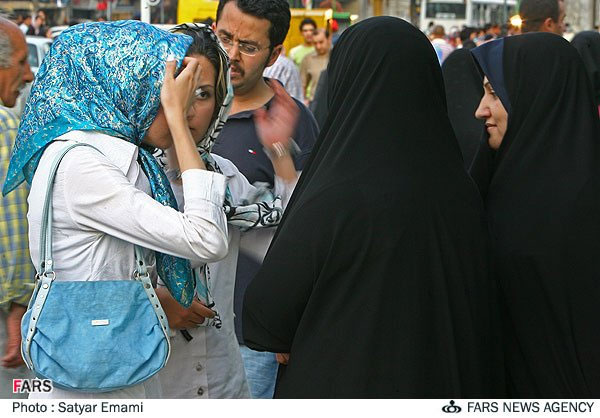 FARS
Photo : Satyar Emami
FARS NEWS AGENCY